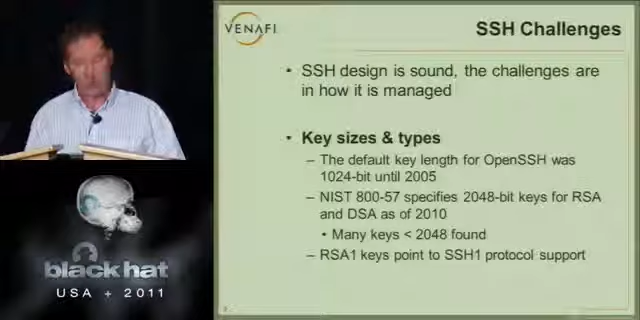 VENAFI
SSH Challenges
• SSH design is sound, the challenges are
in how it is managed
• Key sizes & types
– The default key length for OpenSSH was
1024-bit until 2005
– NIST 800-57 specifies 2048-bit keys for RSA
and DSA as of 2010
• Many keys < 2048 found
– RSA1 keys point to SSH1 protocol support
black hat
USA + 2011